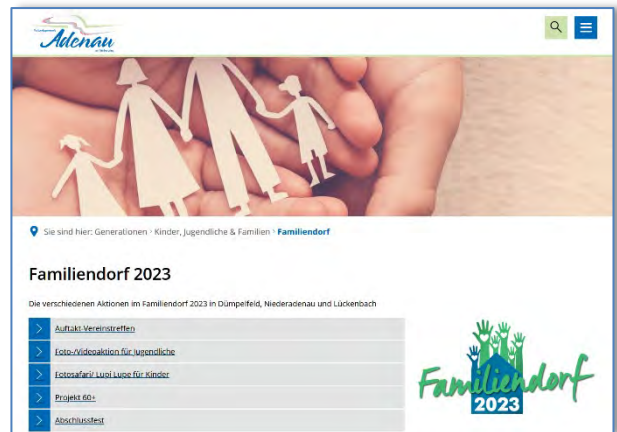 Adenau
Sie sind hier: Generationen › Kinder, Jugendliche & Familien › Familiendorf
Familiendorf 2023
Die verschiedenen Aktionen im Familiendorf 2023 in Dümpelfeld, Niederadenau und Lückenbach
Auftakt-Vereinstreffen
Foto-/Videoaktion für Jugendliche
Fotosafari/ Lupi Lupe für Kinder
Projekt 60+
Abschlussfest
Familiendorf
2023